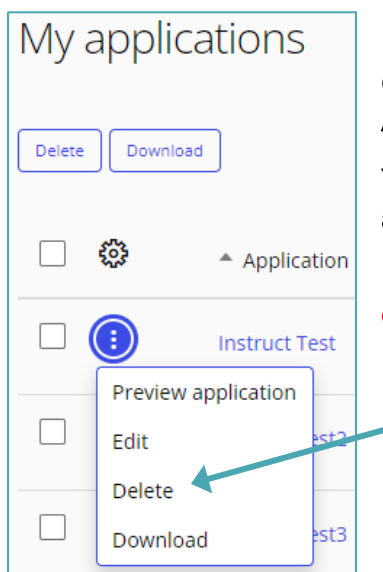 My applications
Delete Download
Application
Instruct Test
Preview application
Edit
Delete
Download